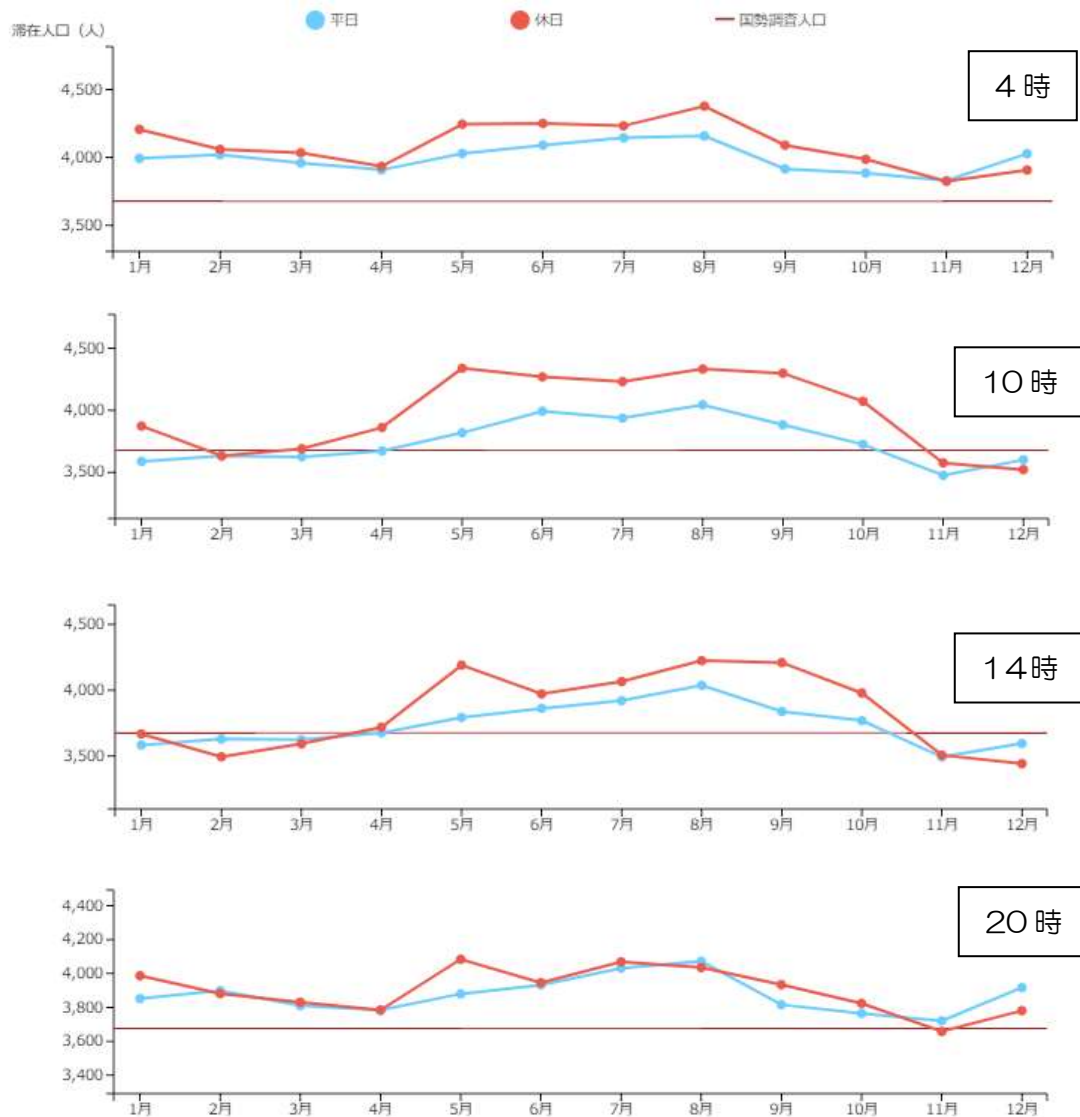 滞在人口（人）
平日 休日 国勢調査人口
４時
4,500
4,000
3,500
1月 2月 3月 4月 5月 6月 7月 8月 9月 10月 11月 12月
10時
4,500
4,000
3,500
1月 2月 3月 4月 5月 6月 7月 8月 9月 10月 11月 12月
１４時
4,500
4,000
3,500
1月 2月 3月 4月 5月 6月 7月 8月 9月 10月 11月 12月
20時
4,400
4,200
4,000
3,800
3,600
3,400
1月 2月 3月 4月 5月 6月 7月 8月 9月 10月 11月 12月